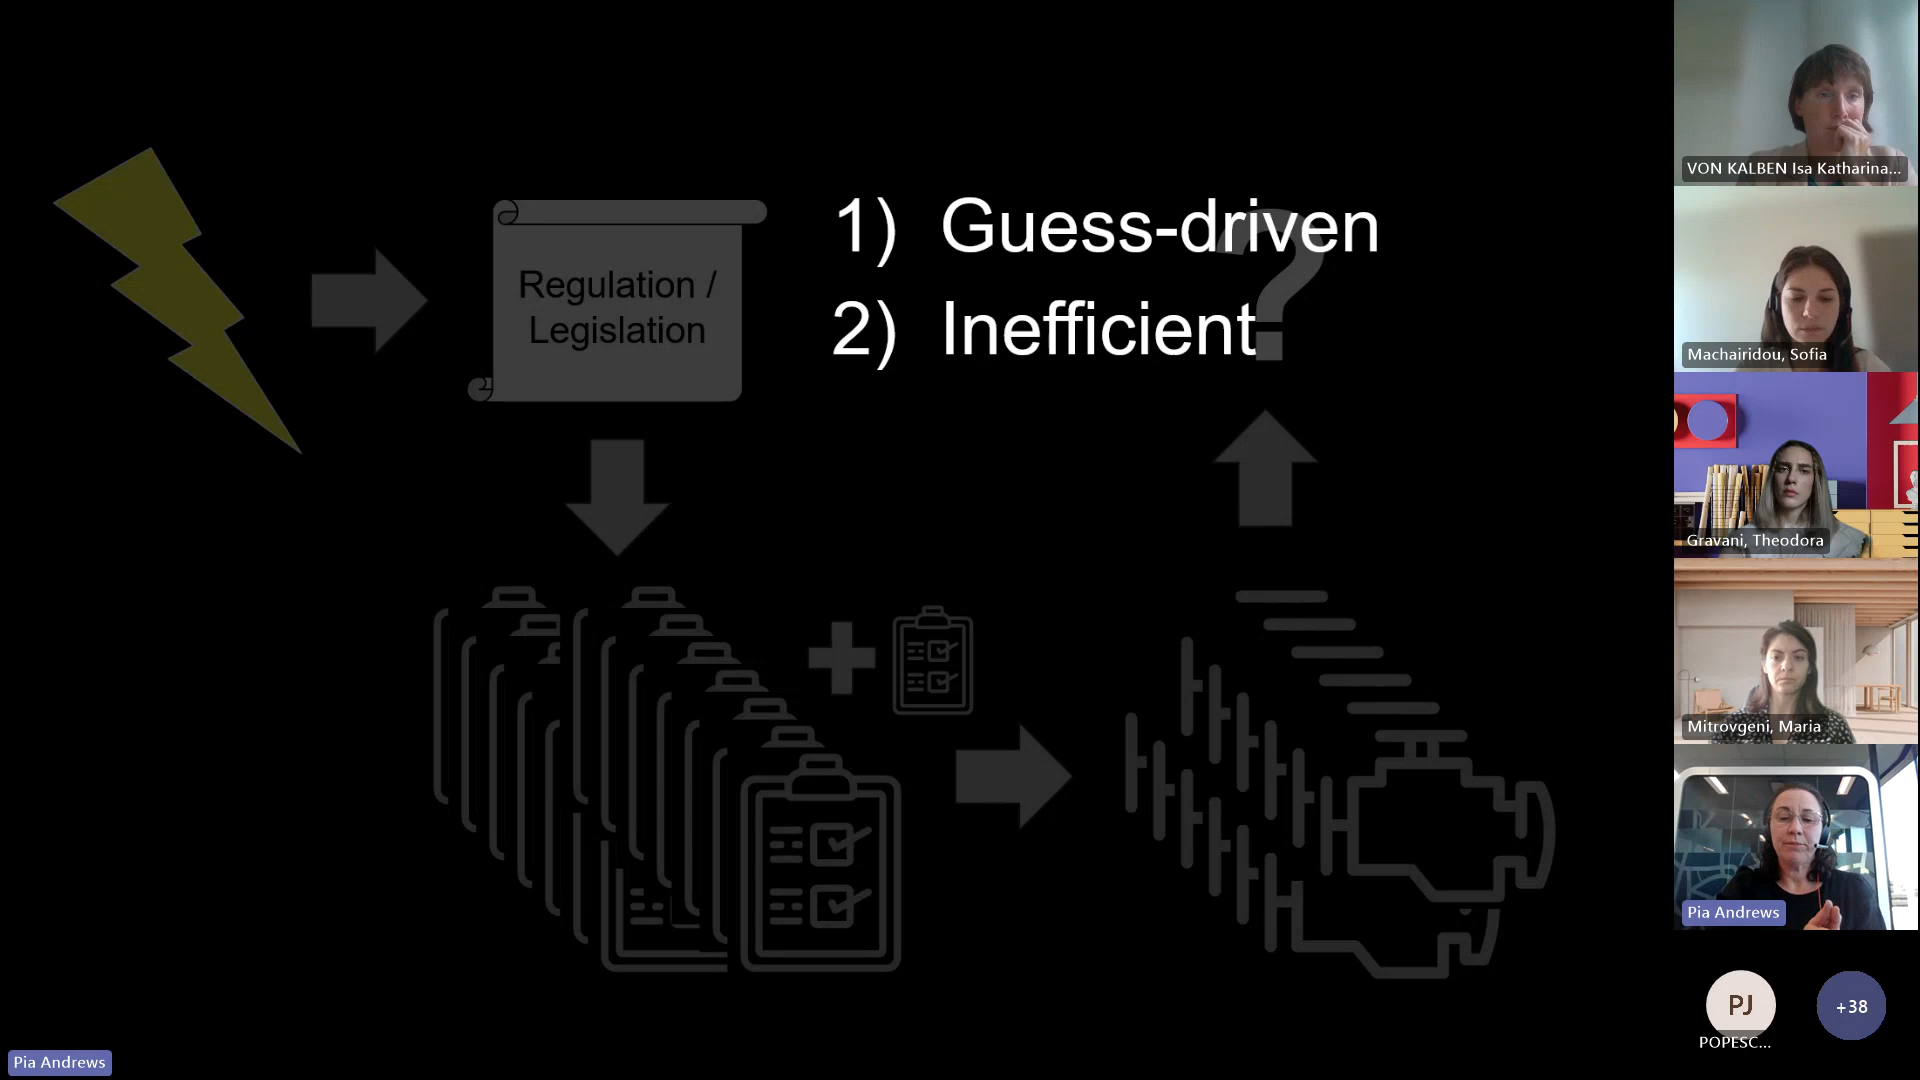 1) Guess-driven
2) Inefficient
Regulation /
Legislation
VON KALBEN Isa Katharina...
Machairidou, Sofia
Gravani, Theodora
Mitrovgeni, Maria
Pia Andrews
PJ
+38
POPESC...
Pia Andrews